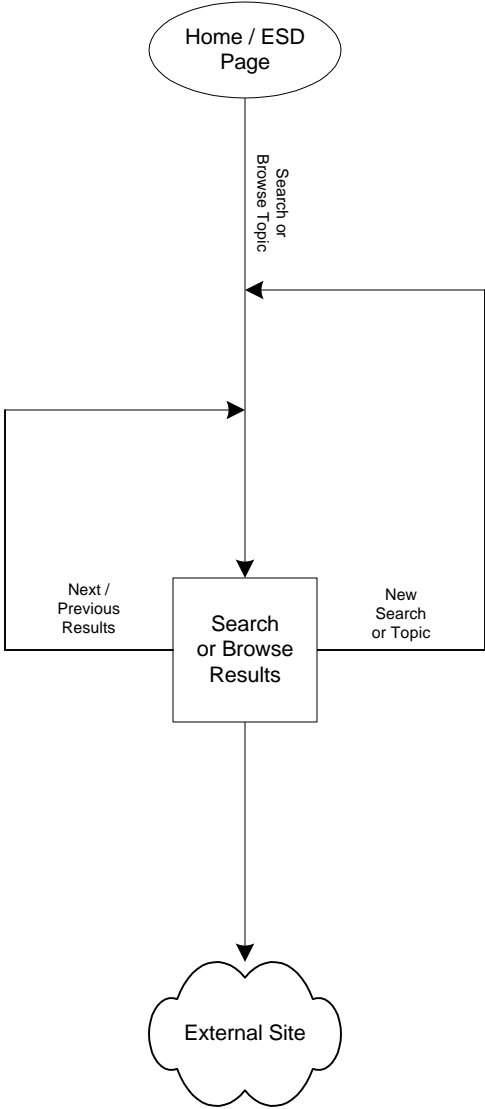 Home / ESD
Page
Search or
Browse Topic
Next /
Previous
Results
Search
or Browse
Results
New
Search
or Topic
External Site